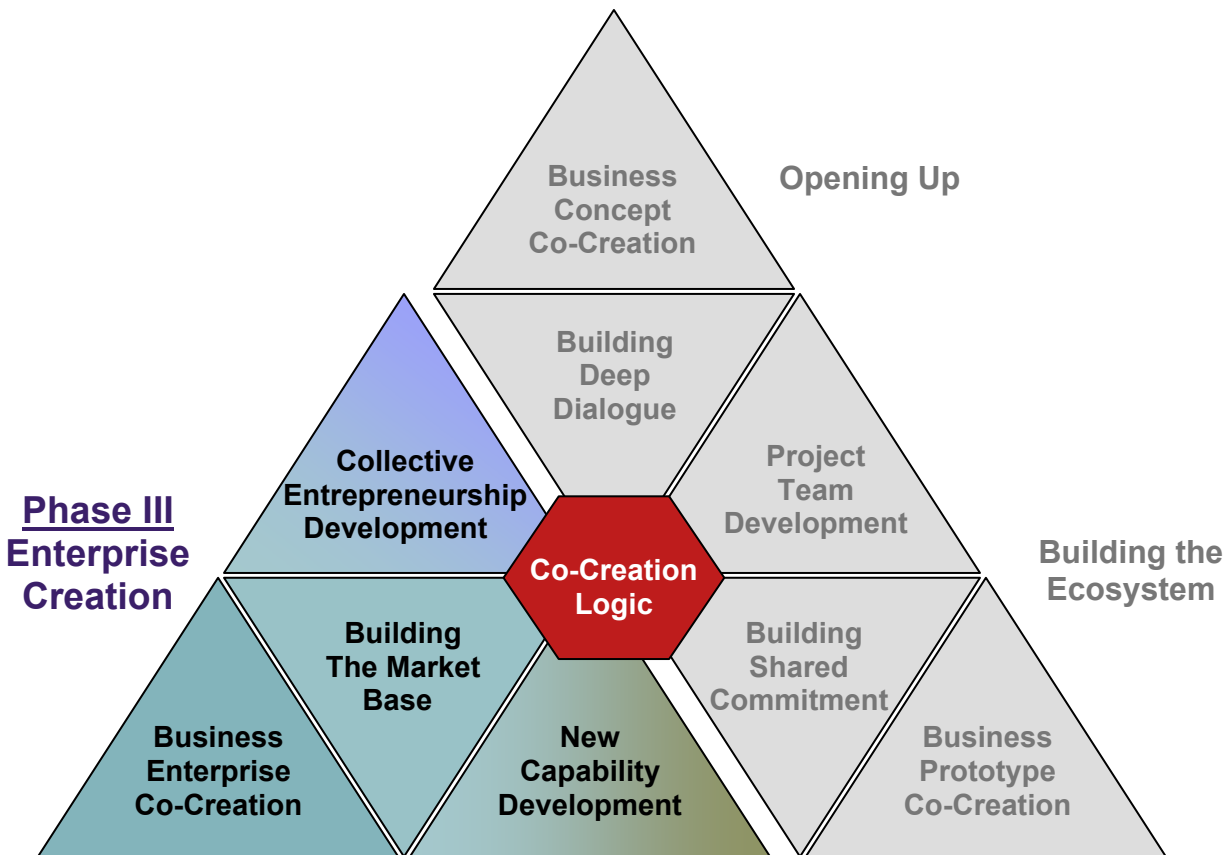 Business
Concept
Co-Creation
Opening Up
Building
Deep
Dialogue
Collective
Entrepreneurship
Development
Project
Team
Development
Phase III
Enterprise
Creation
Co-Creation
Logic
Building the
Ecosystem
Building
The Market
Base
Building
Shared
Commitment
Business
Enterprise
Co-Creation
New
Capability
Development
Business
Prototype
Co-Creation